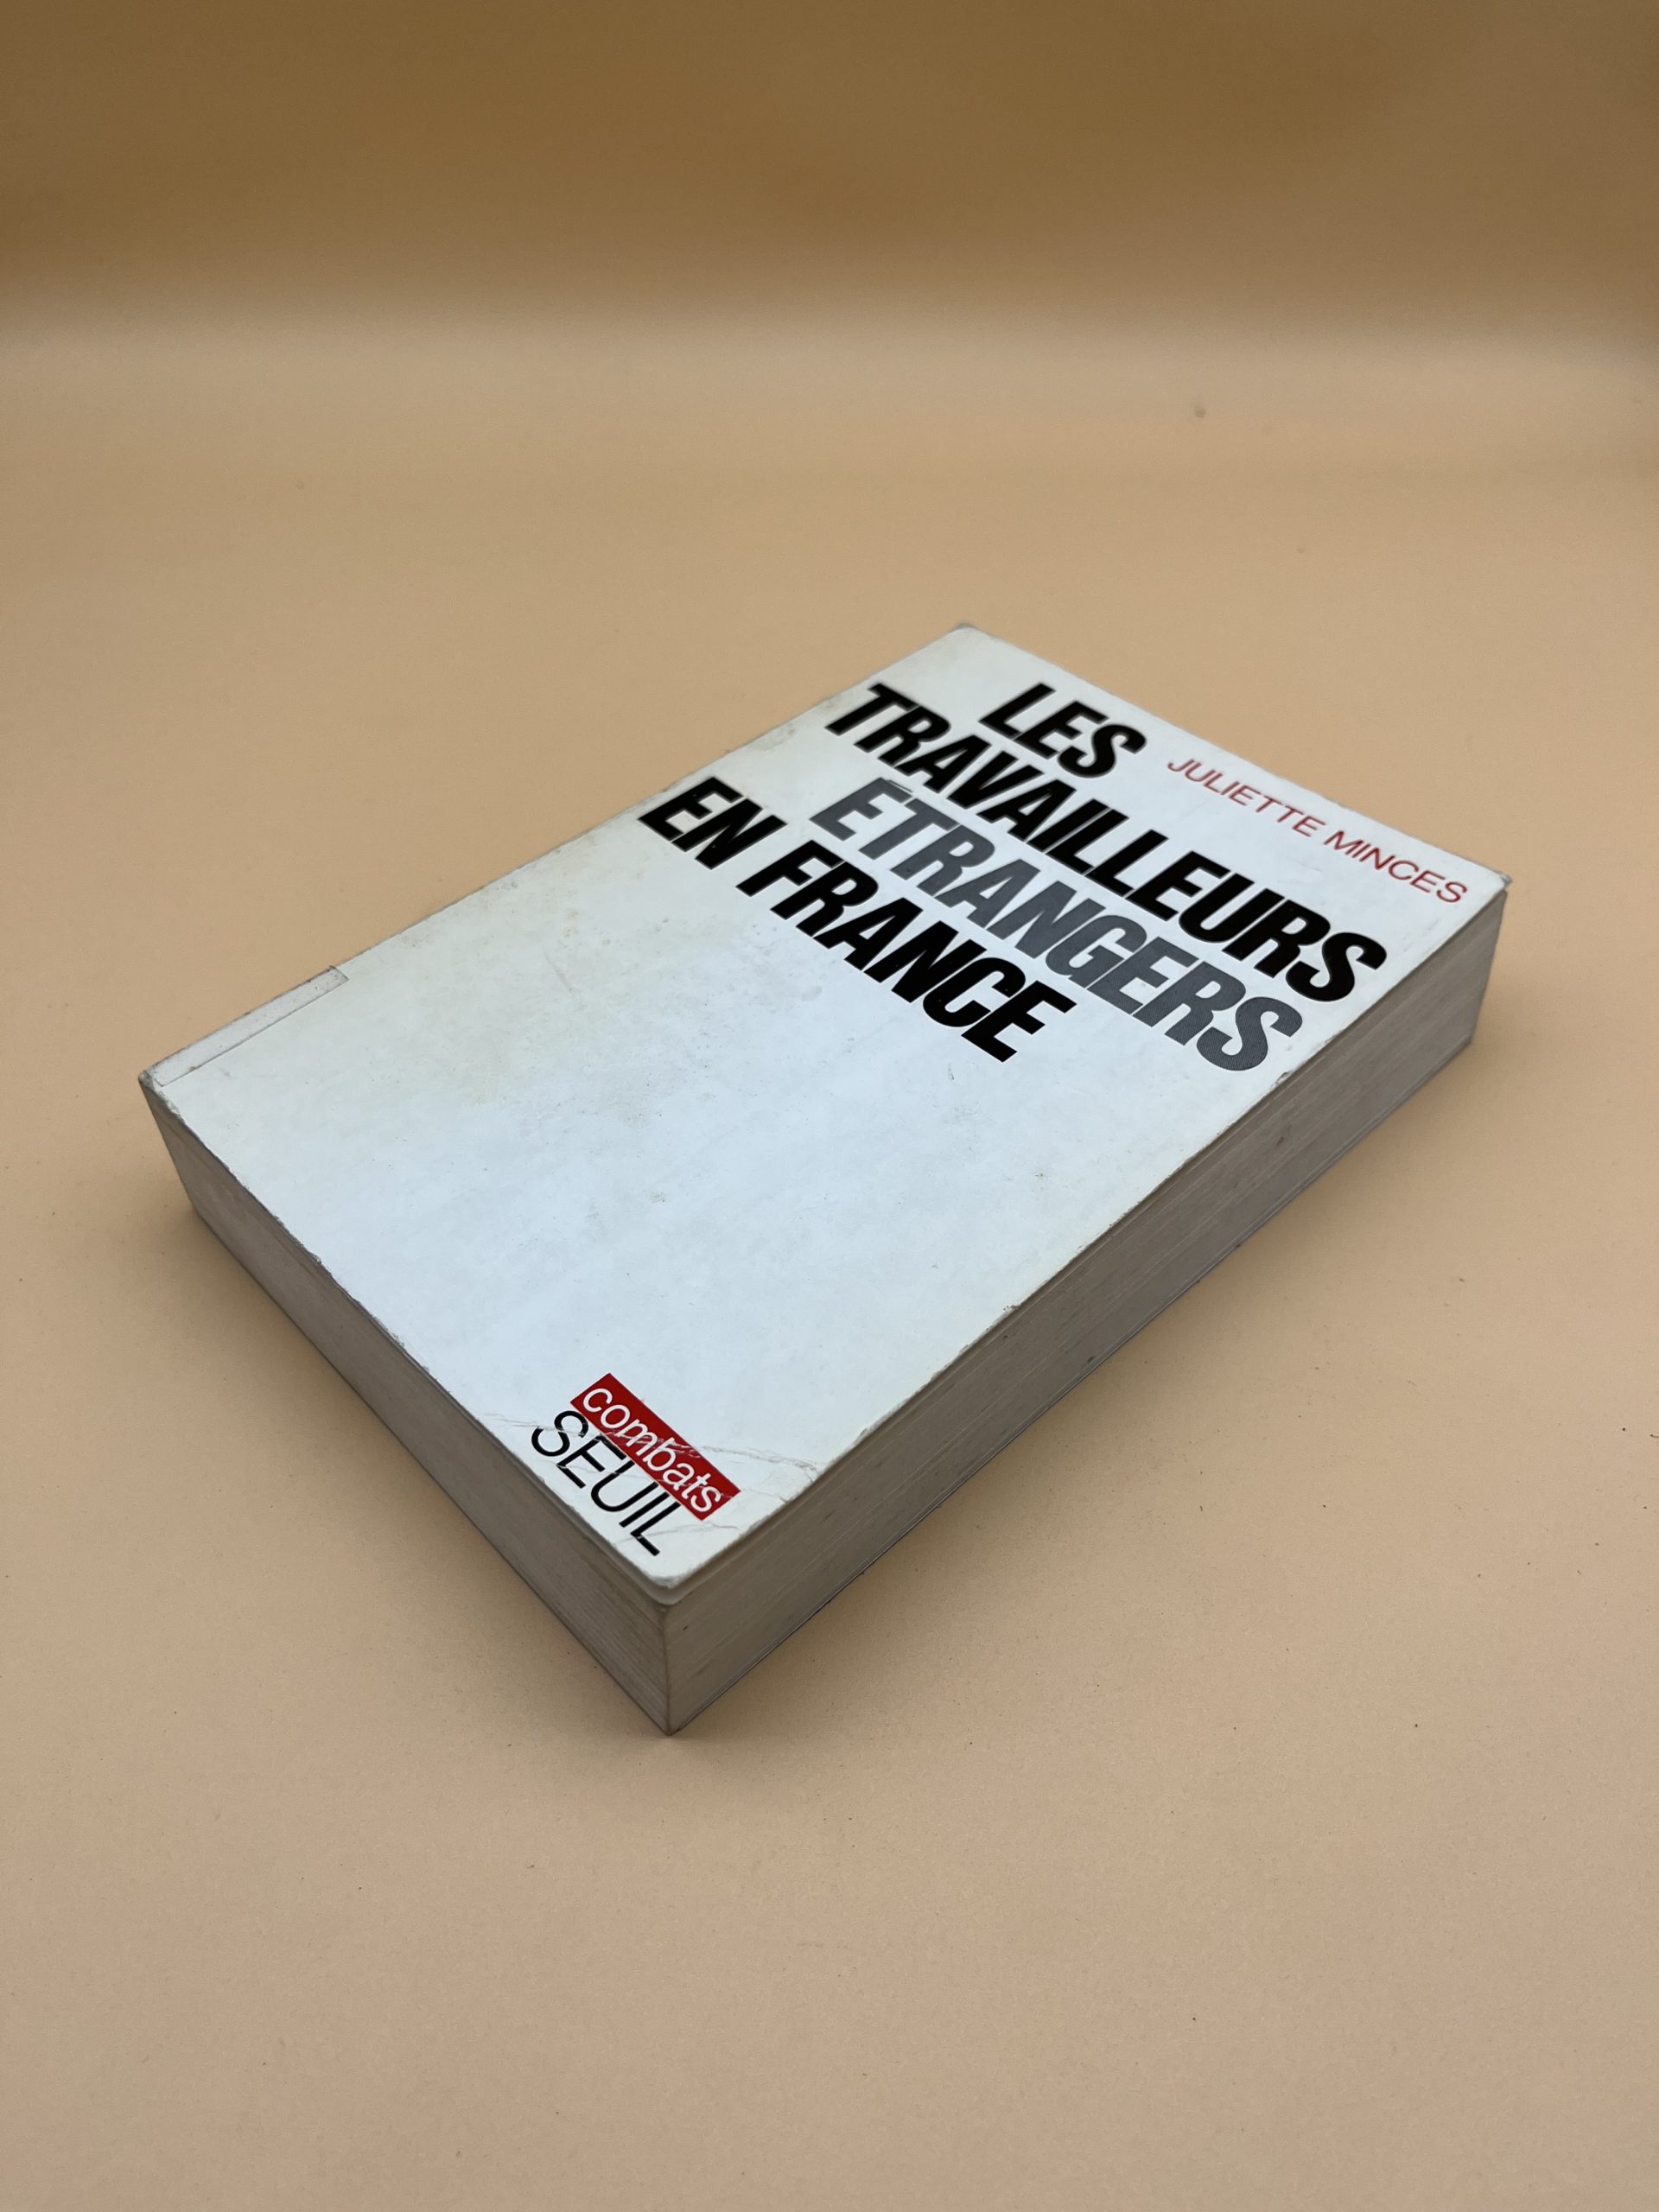 JULIETTE MINCES
LES
TRAVAILLEURS
ÉTRANGERS
EN FRANCE
combats
SEUIL